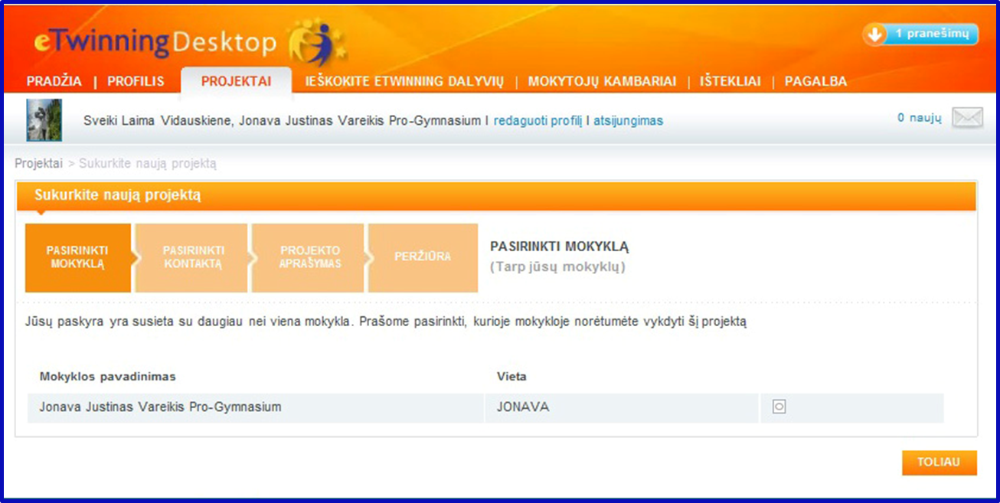 eTwinning Desktop
1 pranešimų
PRADŽIA | PROFILIS PROJEKTAI IEŠKOKITE ETWINNING DALYVIŲ | MOKYTOJŲ KAMBARIAI | IŠTEKLIAI | PAGALBA
Sveiki Laima Vidauskiene, Jonava Justinas Vareikis Pro-Gymnasium | redaguoti profilį | atsijungimas
0 naujų
Projektai > Sukurkite naują projektą
Sukurkite naują projektą
PASIRINKTI
MOKYKLĄ
PASIRINKTI
KONTAKTĄ
PROJEKTO
APRAŠYMAS
PERŽIŪRA
PASIRINKTI MOKYKLĄ
(Tarp jūsų mokyklų)
Jūsų paskyra yra susieta su daugiau nei viena mokykla. Prašome pasirinkti, kurioje mokykloje norėtumėte vykdyti šį projektą
Mokyklos pavadinimas Vieta
Jonava Justinas Vareikis Pro-Gymnasium JONAVA
TOLIAU